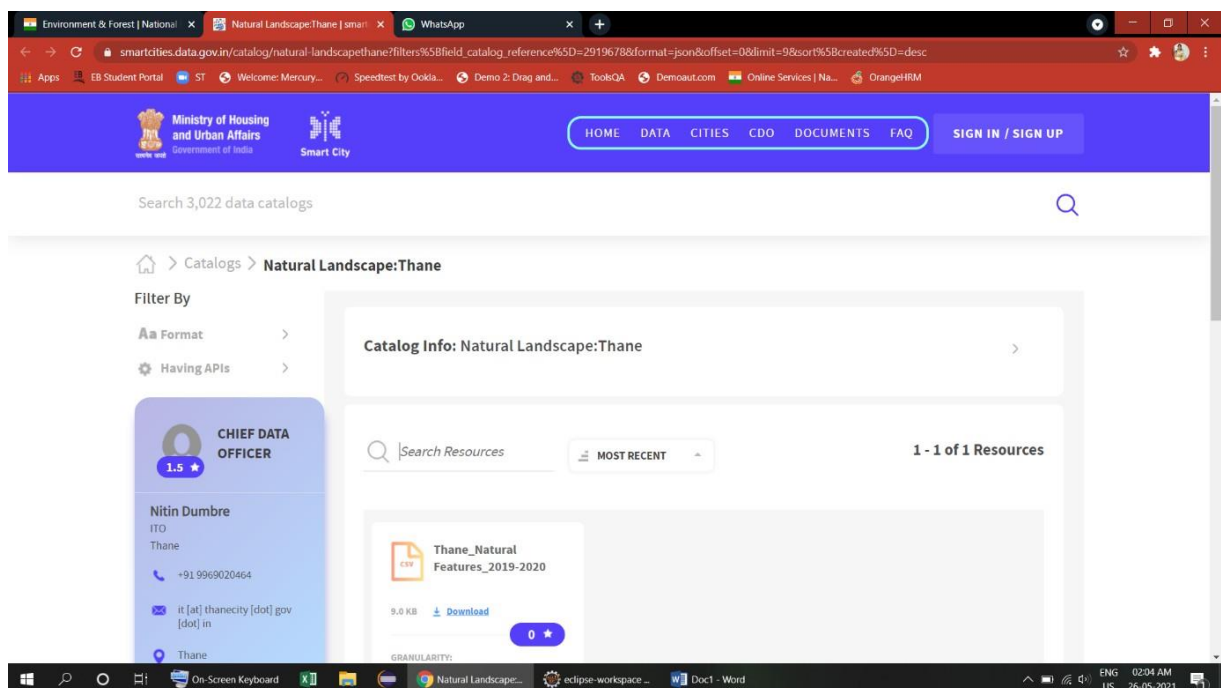 Environment & Forest | National
Natural Landscape:Thane | smart
WhatsApp
smartcities.data.gov.in/catalog/natural-landscapethane?filters%5Bfield_catalog_reference%5D=2919678&format=json&offset=0&limit=9&sort%5Bcreated%5D=desc
Apps EB Student Portal ST Welcome: Mercury... Speedtest by Ookla... Demo 2: Drag and... ToolsQA Demoaut.com Online Services | Na... OrangeHRM
Ministry of Housing
and Urban Affairs
Government of India
सत्यमेव जयते
Smart City
HOME DATA CITIES CDO DOCUMENTS FAQ SIGN IN / SIGN UP
Search 3,022 data catalogs
> Catalogs > Natural Landscape:Thane
Filter By
Aa Format >
Having APIs >
Catalog Info: Natural Landscape:Thane >
CHIEF DATA
OFFICER
1.5 ★
Nitin Dumbre
ITO
Thane
+91 9969020464
it [at] thanecity [dot] gov
[dot] in
Thane
Search Resources
MOST RECENT
1 - 1 of 1 Resources
CSV
Thane_Natural
Features_2019-2020
9.0 KB Download
0 ★
GRANULARITY:
On-Screen Keyboard Natural Landscape:... eclipse-workspace ... Doc1 - Word
ENG 02:04 AM
US 26-05-2021